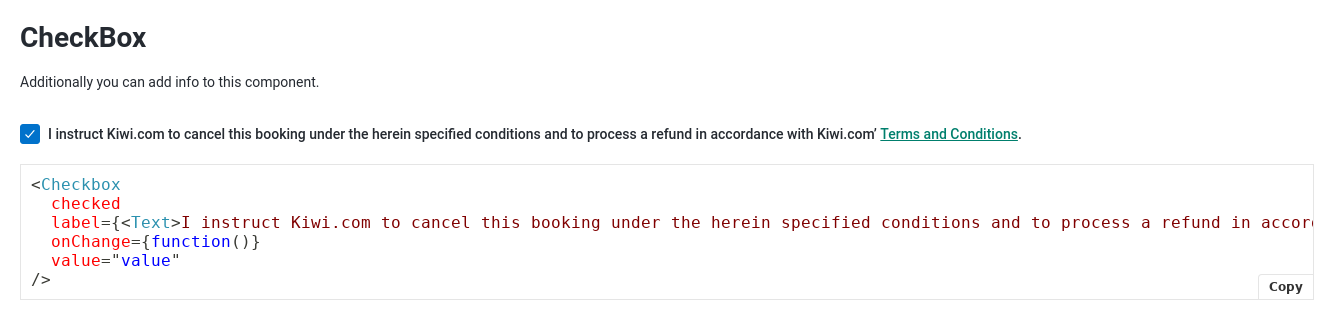 CheckBox
Additionally you can add info to this component.
I instruct Kiwi.com to cancel this booking under the herein specified conditions and to process a refund in accordance with Kiwi.com’ Terms and Conditions.
<Checkbox
  checked
  label={<Text>I instruct Kiwi.com to cancel this booking under the herein specified conditions and to process a refund in
  onChange={function()}
  value="value"
/>
Copy